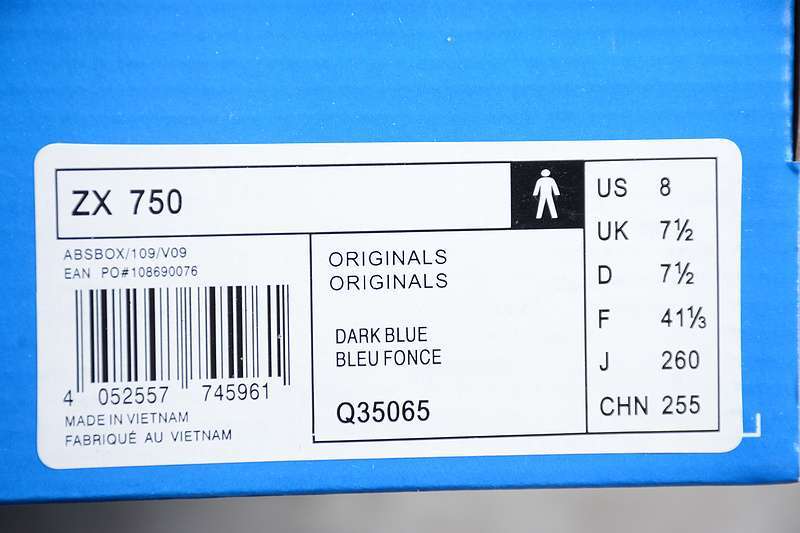 ZX 750
ABSBOX/109/V09
EAN PO#108690076
4 052557 745961
MADE IN VIETNAM
FABRIQUÉ AU VIETNAM
ORIGINALS
ORIGINALS
DARK BLUE
BLEU FONCE
Q35065
US 8
UK 7½
D 7½
F 41⅓
J 260
CHN 255